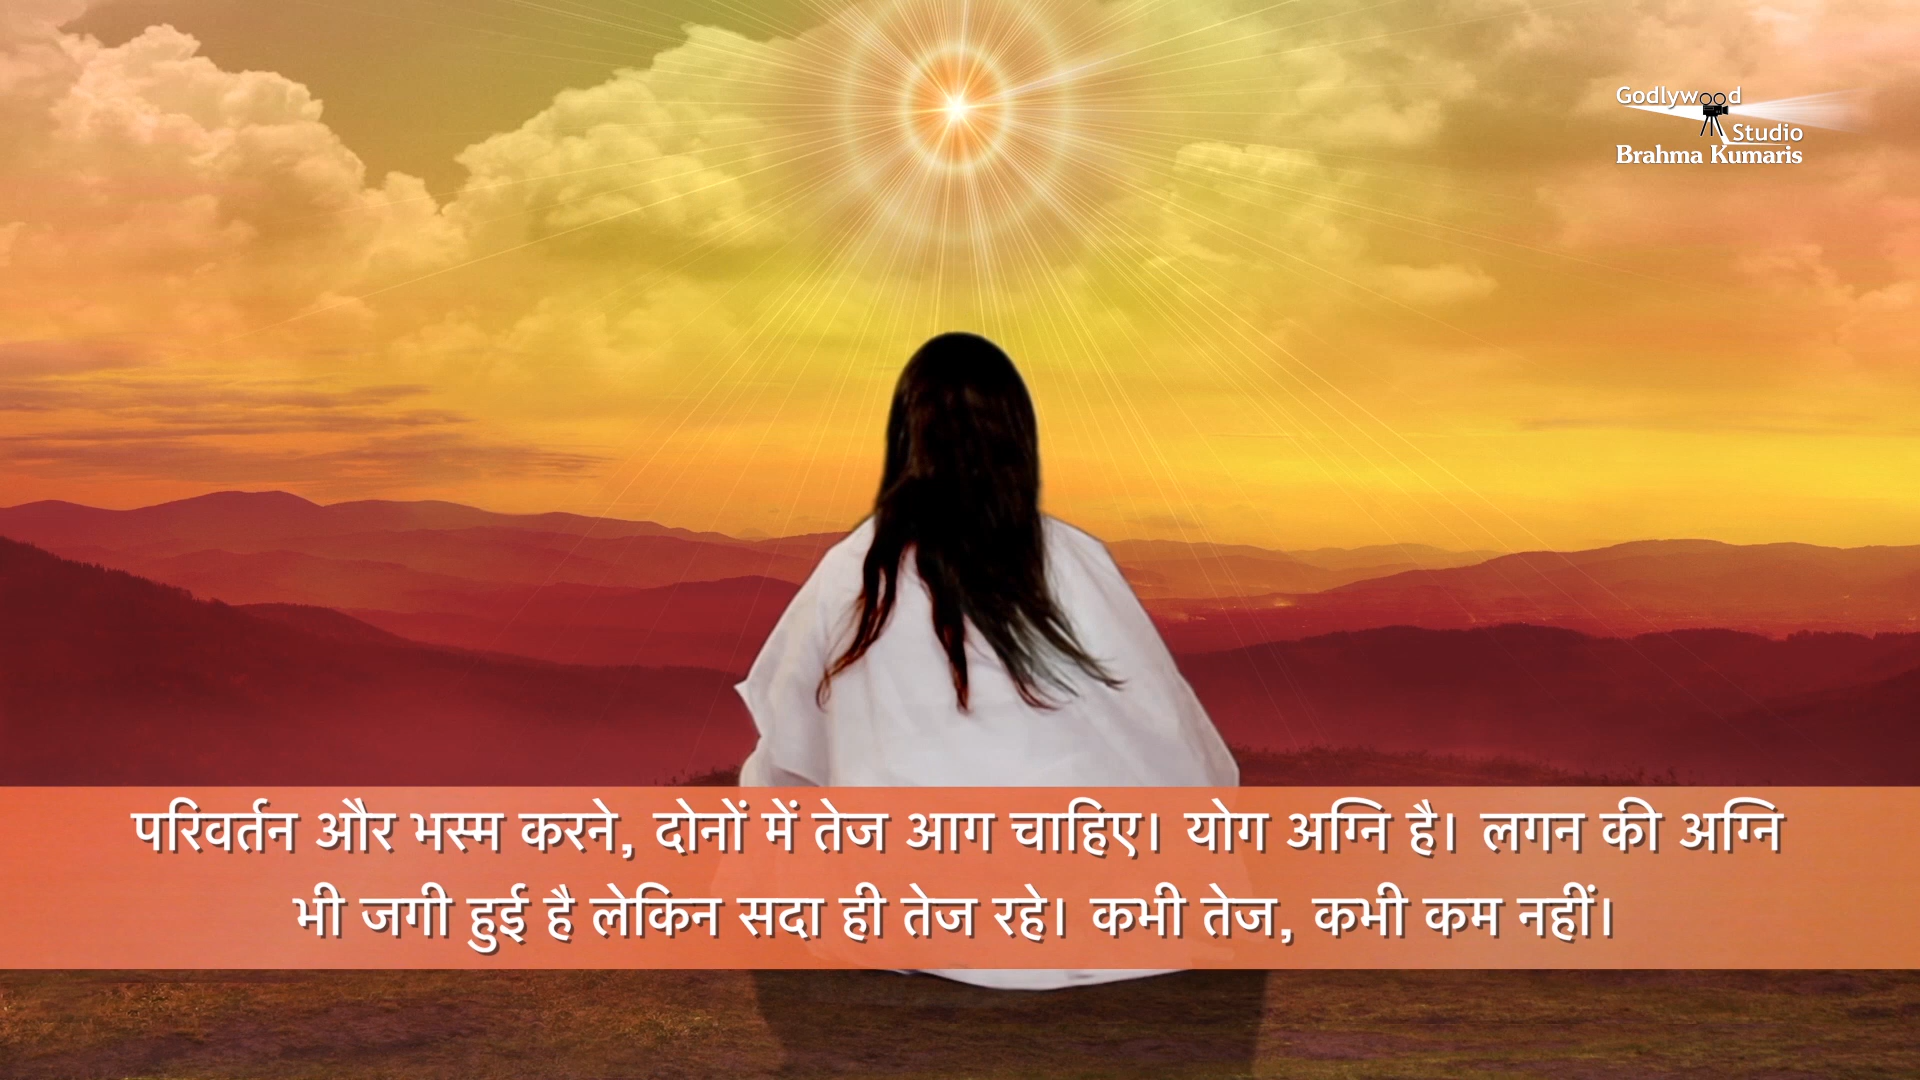 Godlywood
Studio
Brahma Kumaris
परिवर्तन और भस्म करने, दोनों में तेज आग चाहिए। योग अग्नि है। लगन की अग्नि
भी जगी हुई है लेकिन सदा ही तेज रहे। कभी तेज, कभी कम नहीं।